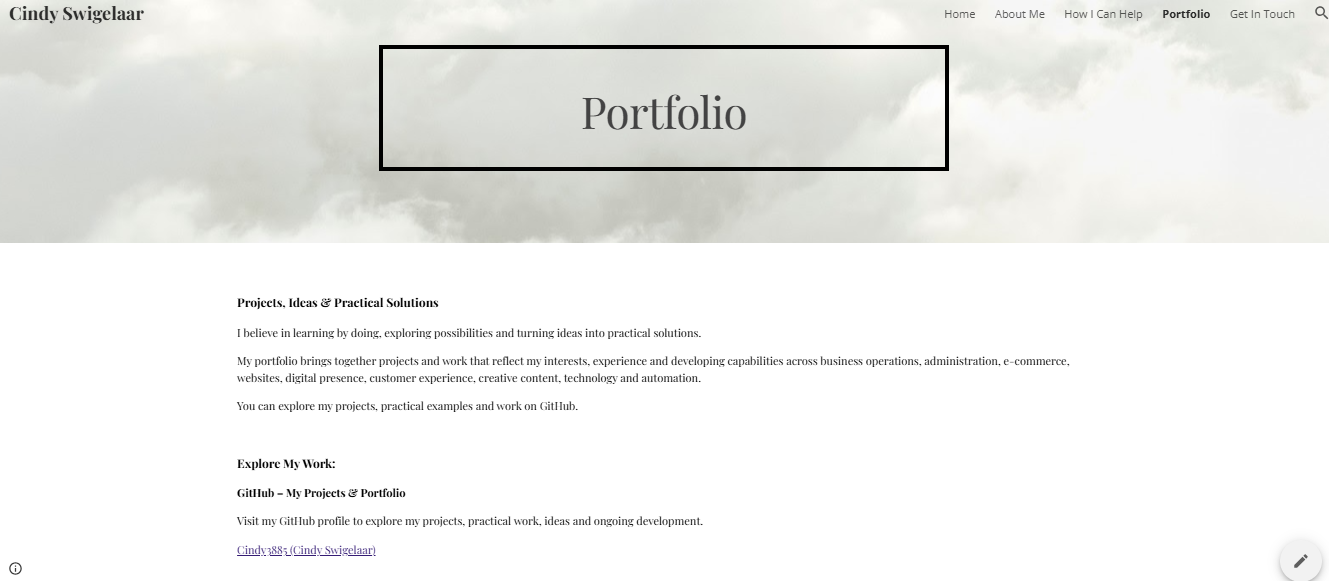 Cindy Swigelaar
Home About Me How I Can Help Portfolio Get In Touch
Portfolio
Projects, Ideas & Practical Solutions
I believe in learning by doing, exploring possibilities and turning ideas into practical solutions.
My portfolio brings together projects and work that reflect my interests, experience and developing capabilities across business operations, administration, e-commerce,
websites, digital presence, customer experience, creative content, technology and automation.
You can explore my projects, practical examples and work on GitHub.
Explore My Work:
GitHub – My Projects & Portfolio
Visit my GitHub profile to explore my projects, practical work, ideas and ongoing development.
Cindy3885 (Cindy Swigelaar)